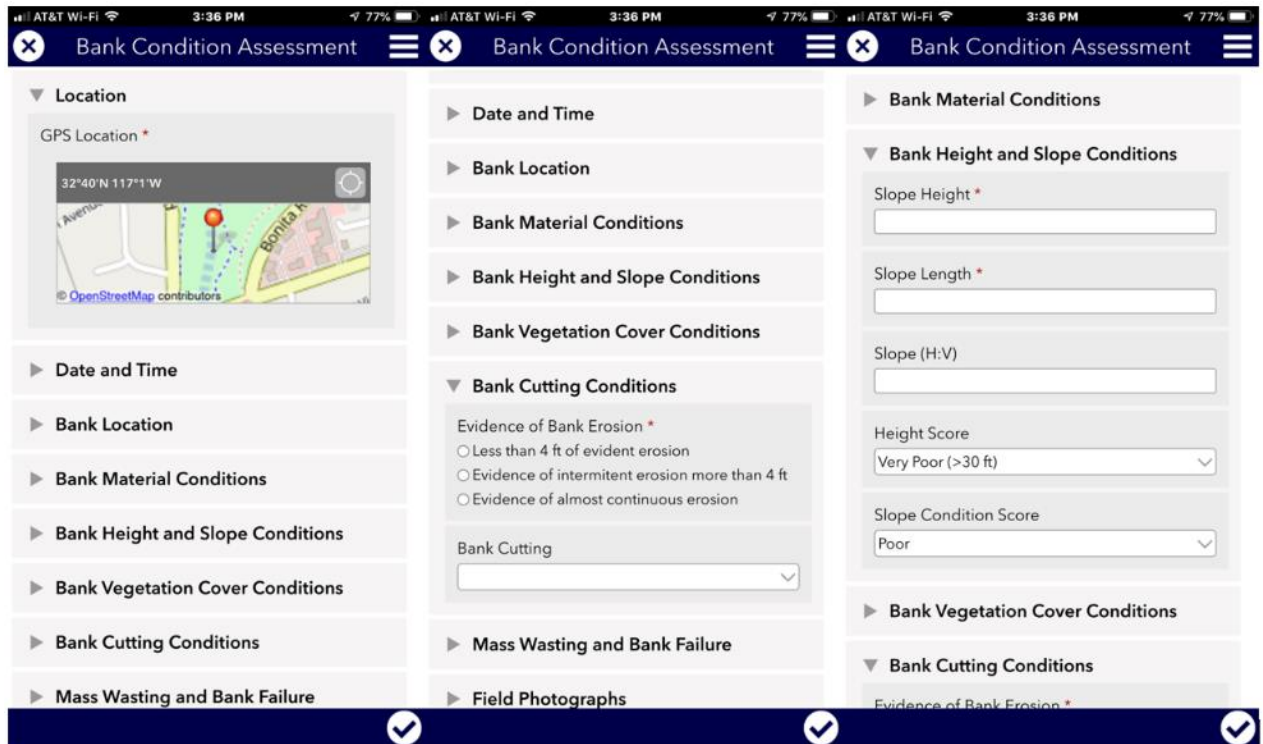 AT&T Wi-Fi 3:36 PM 77%
Bank Condition Assessment
Location
GPS Location *
32°40'N 117°1'W
Avenue
Bonita R
© OpenStreetMap contributors
Date and Time
Bank Location
Bank Material Conditions
Bank Height and Slope Conditions
Bank Vegetation Cover Conditions
Bank Cutting Conditions
Mass Wasting and Bank Failure
AT&T Wi-Fi 3:36 PM 77%
Bank Condition Assessment
Date and Time
Bank Location
Bank Material Conditions
Bank Height and Slope Conditions
Bank Vegetation Cover Conditions
Bank Cutting Conditions
Evidence of Bank Erosion *
Less than 4 ft of evident erosion
Evidence of intermitent erosion more than 4 ft
Evidence of almost continuous erosion
Bank Cutting
Mass Wasting and Bank Failure
Field Photographs
AT&T Wi-Fi 3:36 PM 77%
Bank Condition Assessment
Bank Material Conditions
Bank Height and Slope Conditions
Slope Height *
Slope Length *
Slope (H:V)
Height Score
Very Poor (>30 ft)
Slope Condition Score
Poor
Bank Vegetation Cover Conditions
Bank Cutting Conditions
Evidence of Bank Erosion *